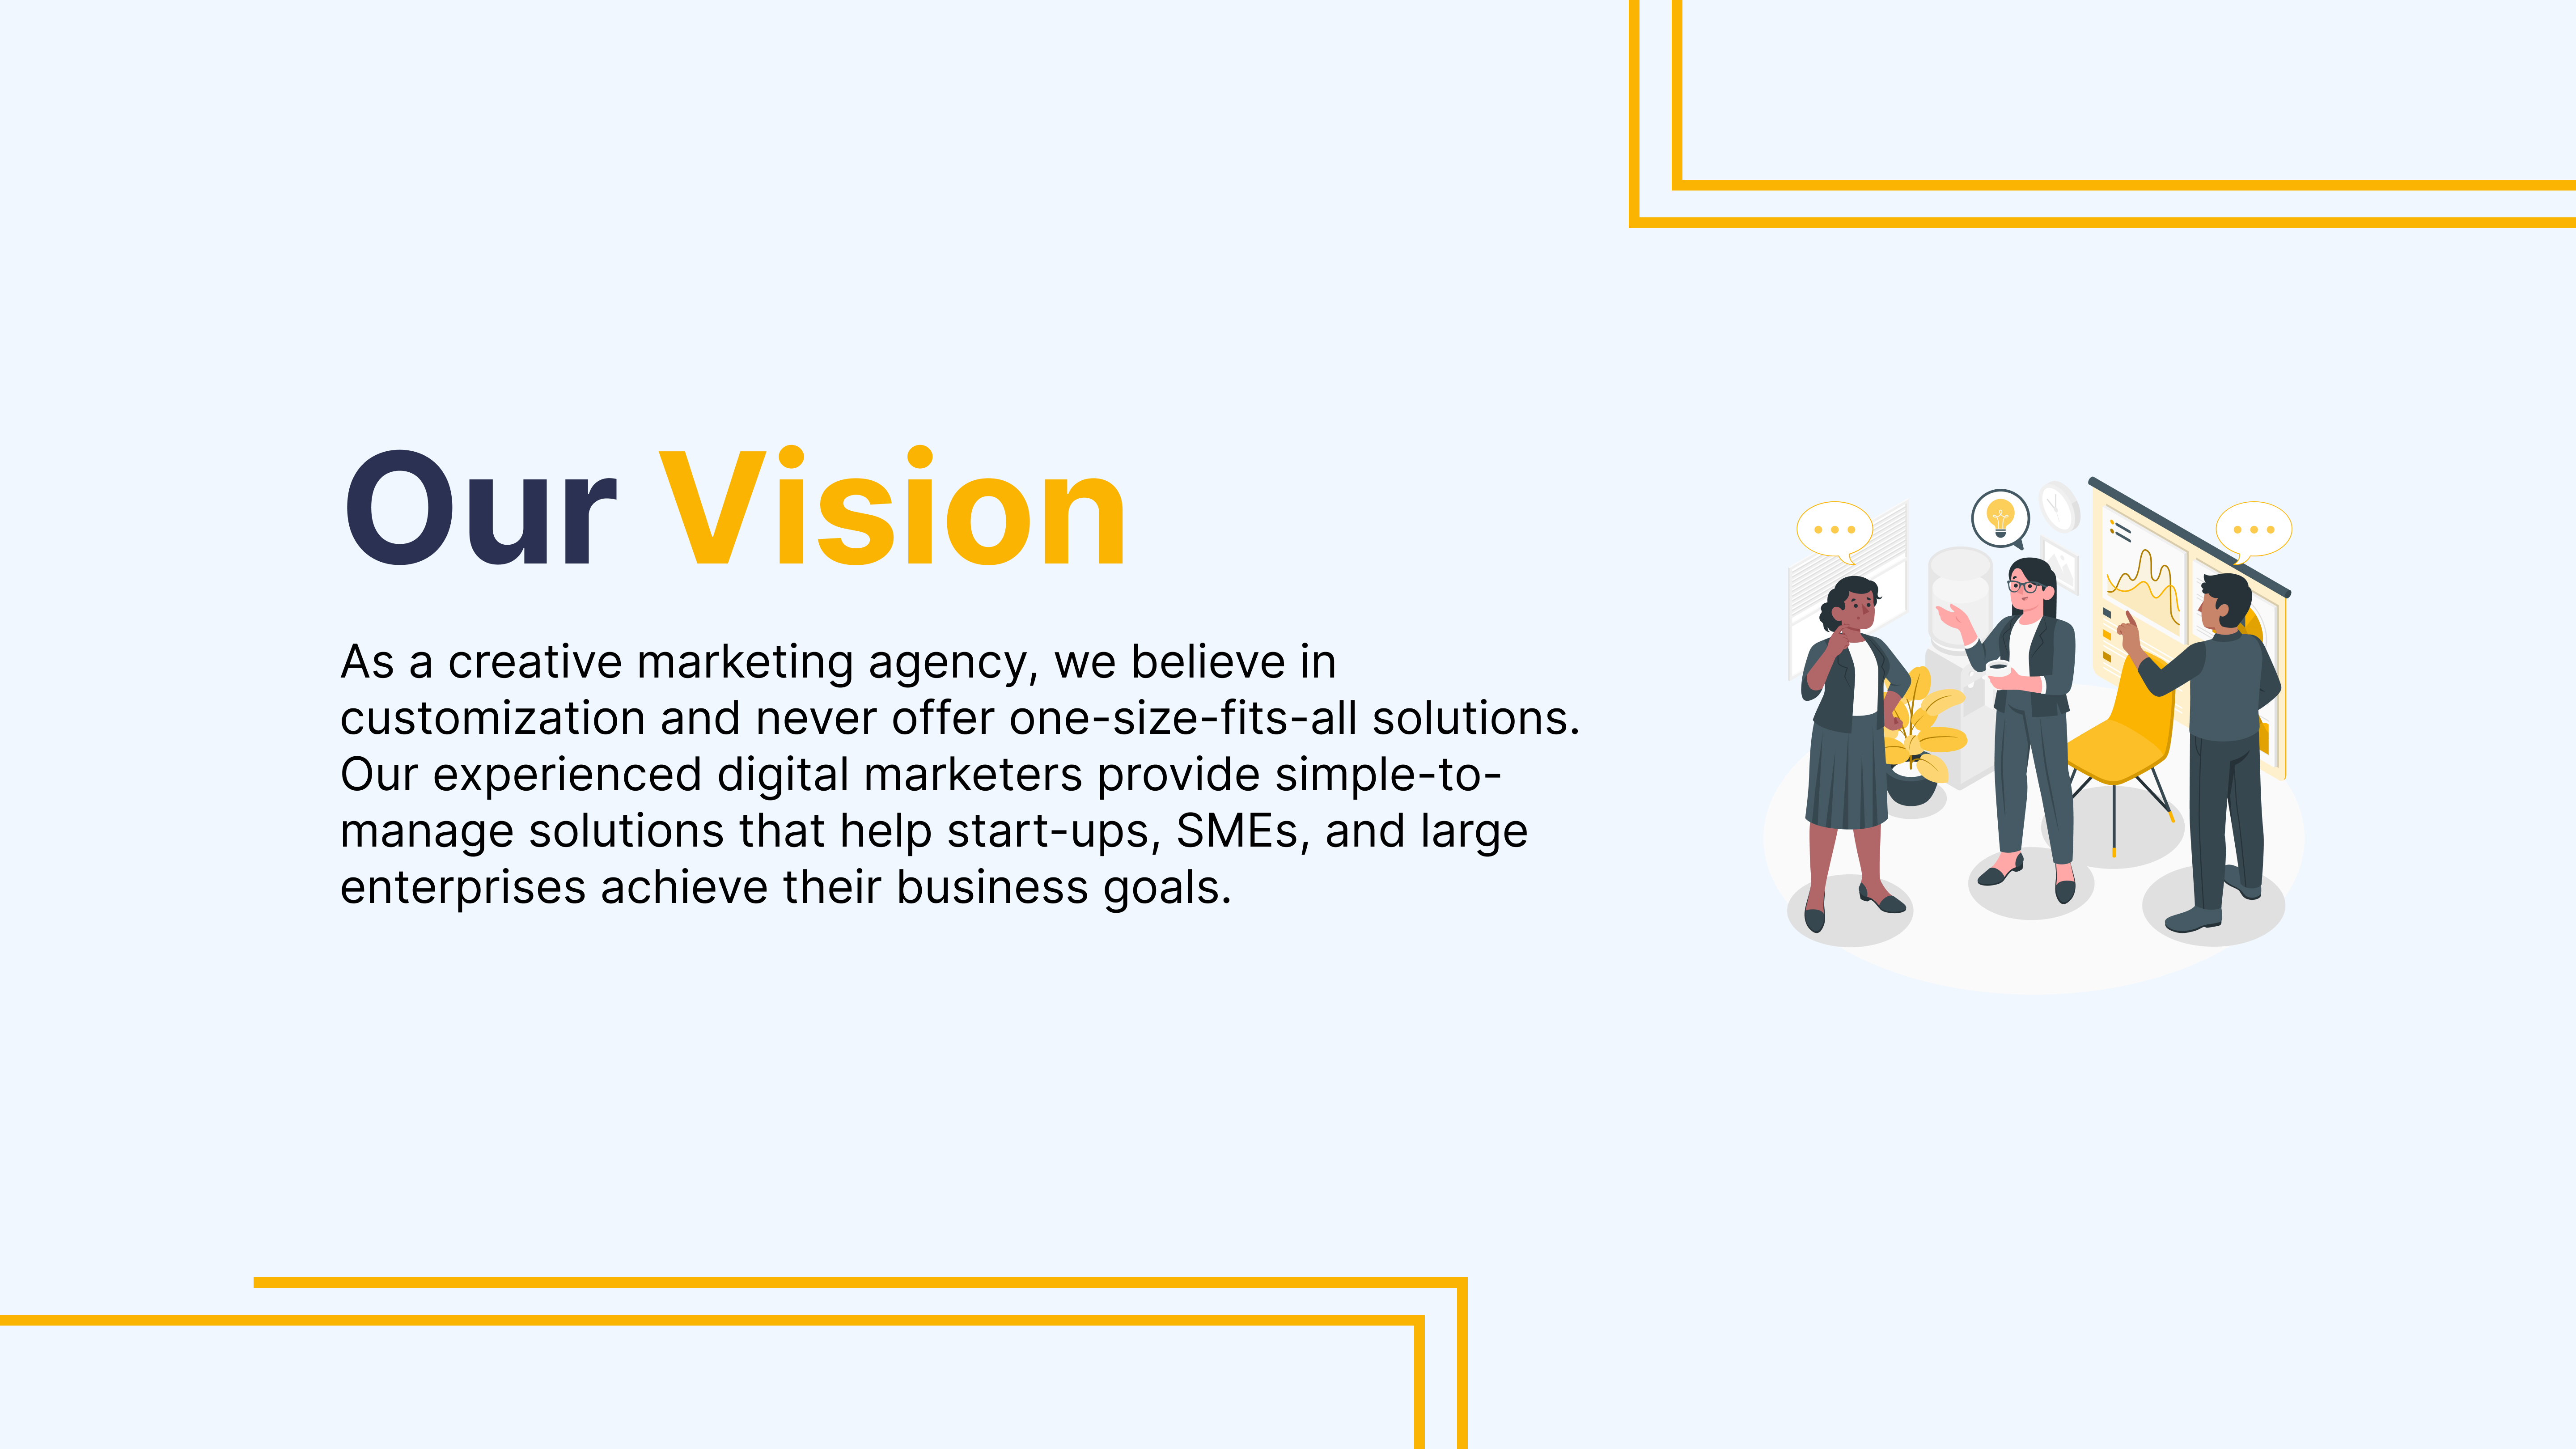 Our Vision
As a creative marketing agency, we believe in
customization and never offer one-size-fits-all solutions.
Our experienced digital marketers provide simple-to-
manage solutions that help start-ups, SMEs, and large
enterprises achieve their business goals.